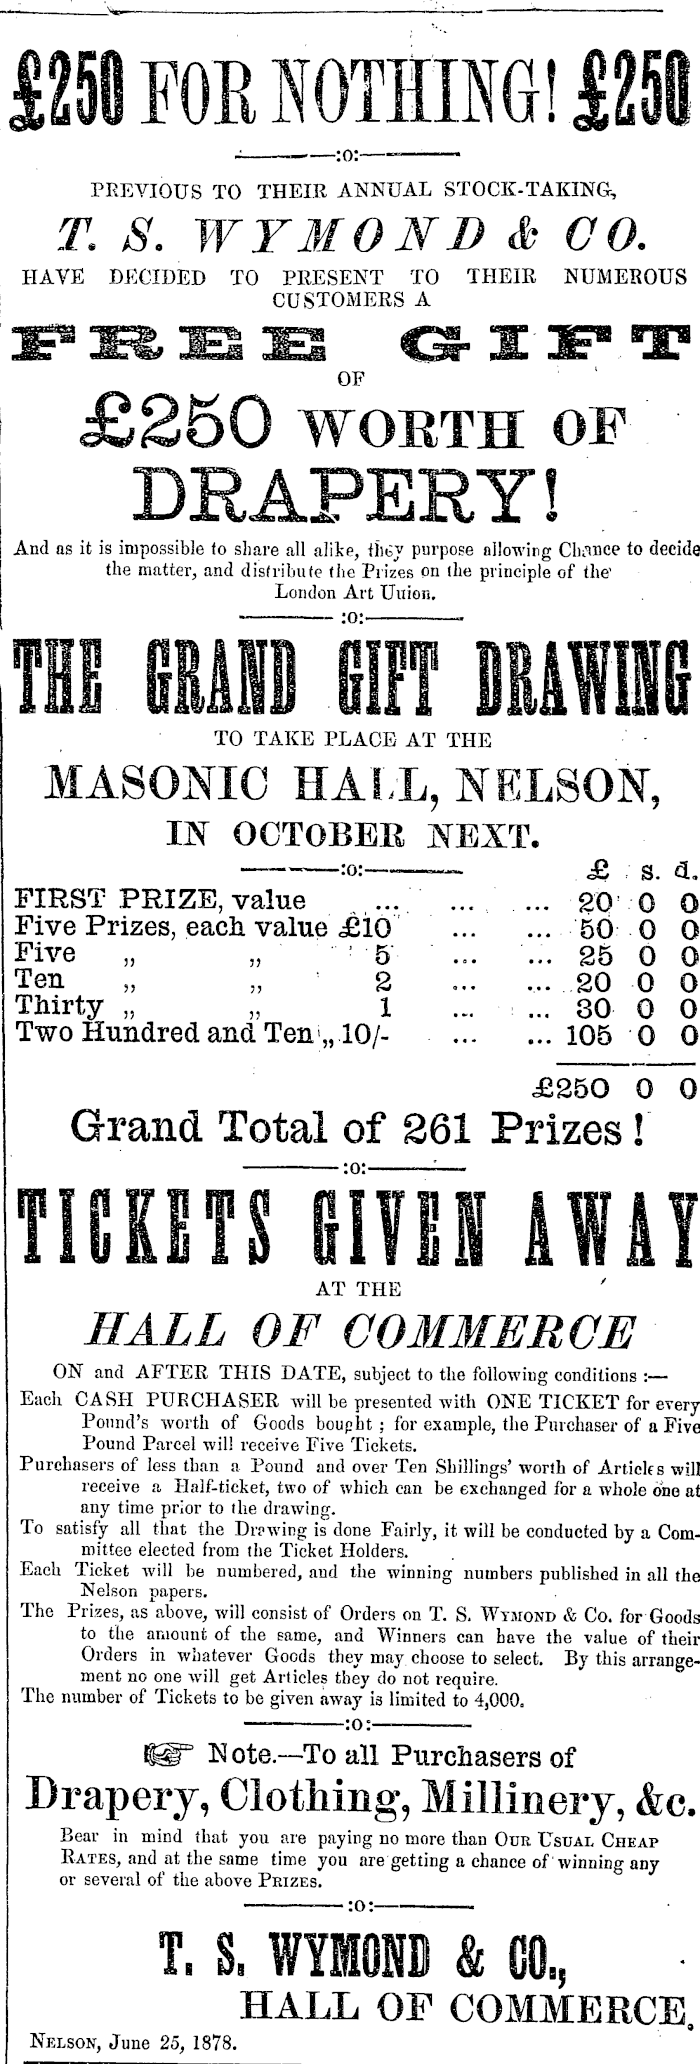 £250 FOR NOTHING! £250
:o:
PREVIOUS TO THEIR ANNUAL STOCK-TAKING,
T. S. WYMOND & CO.
HAVE DECIDED TO PRESENT TO THEIR NUMEROUS
CUSTOMERS A
FREE GIFT
OF
£250 WORTH OF
DRAPERY!
And as it is impossible to share all alike, they purpose allowing Chance to decide
the matter, and distribute the Prizes on the principle of the
London Art Union.
:o:
THE GRAND GIFT DRAWING
TO TAKE PLACE AT THE
MASONIC HALL, NELSON,
IN OCTOBER NEXT.
:o: £ s. d.
FIRST PRIZE, value ... ... ... 20 0 0
Five Prizes, each value £10 ... ... 50 0 0
Five „ „ 5 ... ... 25 0 0
Ten „ „ 2 ... ... 20 0 0
Thirty „ „ 1 ... ... 30 0 0
Two Hundred and Ten „ 10/- ... ... 105 0 0
£250 0 0
Grand Total of 261 Prizes!
:o:
TICKETS GIVEN AWAY
AT THE
HALL OF COMMERCE
ON and AFTER THIS DATE, subject to the following conditions :—
Each CASH PURCHASER will be presented with ONE TICKET for every
Pound's worth of Goods bought; for example, the Purchaser of a Five
Pound Parcel will receive Five Tickets.
Purchasers of less than a Pound and over Ten Shillings' worth of Articles will
receive a Half-ticket, two of which can be exchanged for a whole one at
any time prior to the drawing.
To satisfy all that the Drawing is done Fairly, it will be conducted by a Com-
mittee elected from the Ticket Holders.
Each Ticket will be numbered, and the winning numbers published in all the
Nelson papers.
The Prizes, as above, will consist of Orders on T. S. WYMOND & Co. for Goods
to the amount of the same, and Winners can have the value of their
Orders in whatever Goods they may choose to select. By this arrange-
ment no one will get Articles they do not require.
The number of Tickets to be given away is limited to 4,000.
:o:
☞ Note.—To all Purchasers of
Drapery, Clothing, Millinery, &c.
Bear in mind that you are paying no more than OUR USUAL CHEAP
RATES, and at the same time you are getting a chance of winning any
or several of the above PRIZES.
:o:
T. S. WYMOND & CO.,
HALL OF COMMERCE.
NELSON, June 25, 1878.